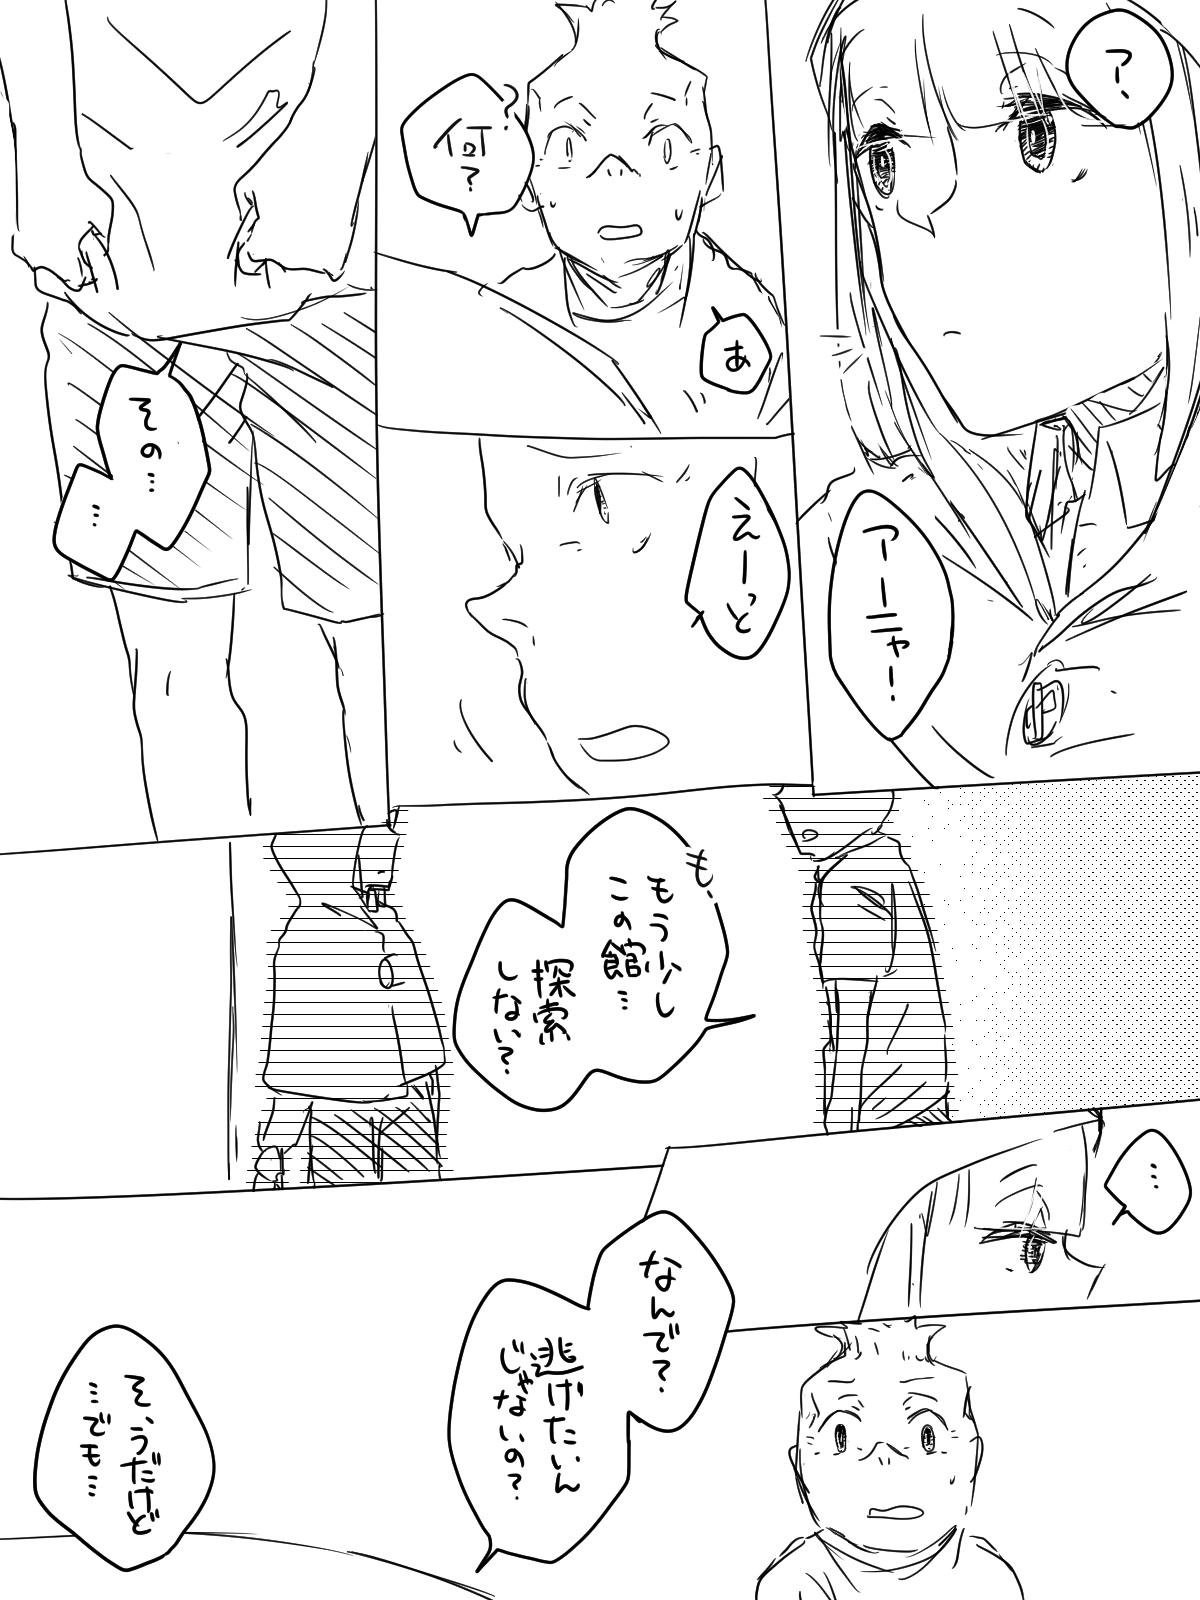 ア、
アーニャ!
何?
あ
えーっと
その…
…
も、
もう少し
この館…
探索
しない?
…
なんで?
逃げたいん
じゃないの?
そ、うだけど
…でも…